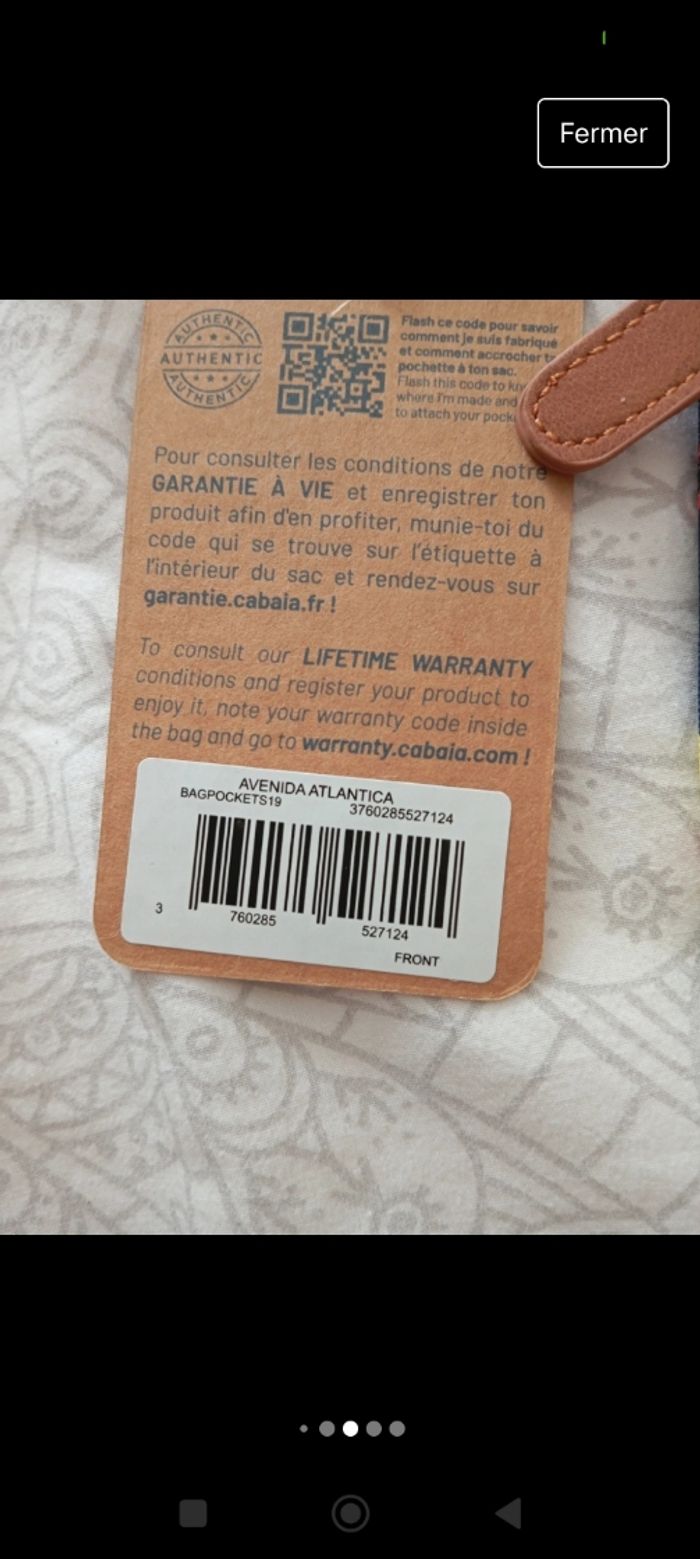 Fermer
AUTHENTIC
AUTHENTIC
AUTHENTIC
Flash ce code pour savoir
comment je suis fabriqué
et comment accrocher
pochette à ton sac.
Flash this code to
where I'm made and
to attach your
Pour consulter les conditions de notre
GARANTIE À VIE et enregistrer ton
produit afin d'en profiter, munie-toi du
code qui se trouve sur l'étiquette à
l'intérieur du sac et rendez-vous sur
garantie.cabaia.fr !
To consult our LIFETIME WARRANTY
conditions and register your product to
enjoy it, note your warranty code inside
the bag and go to warranty.cabaia.com !
AVENIDA ATLANTICA
BAGPOCKETS19 3760285527124
3 760285 527124
FRONT